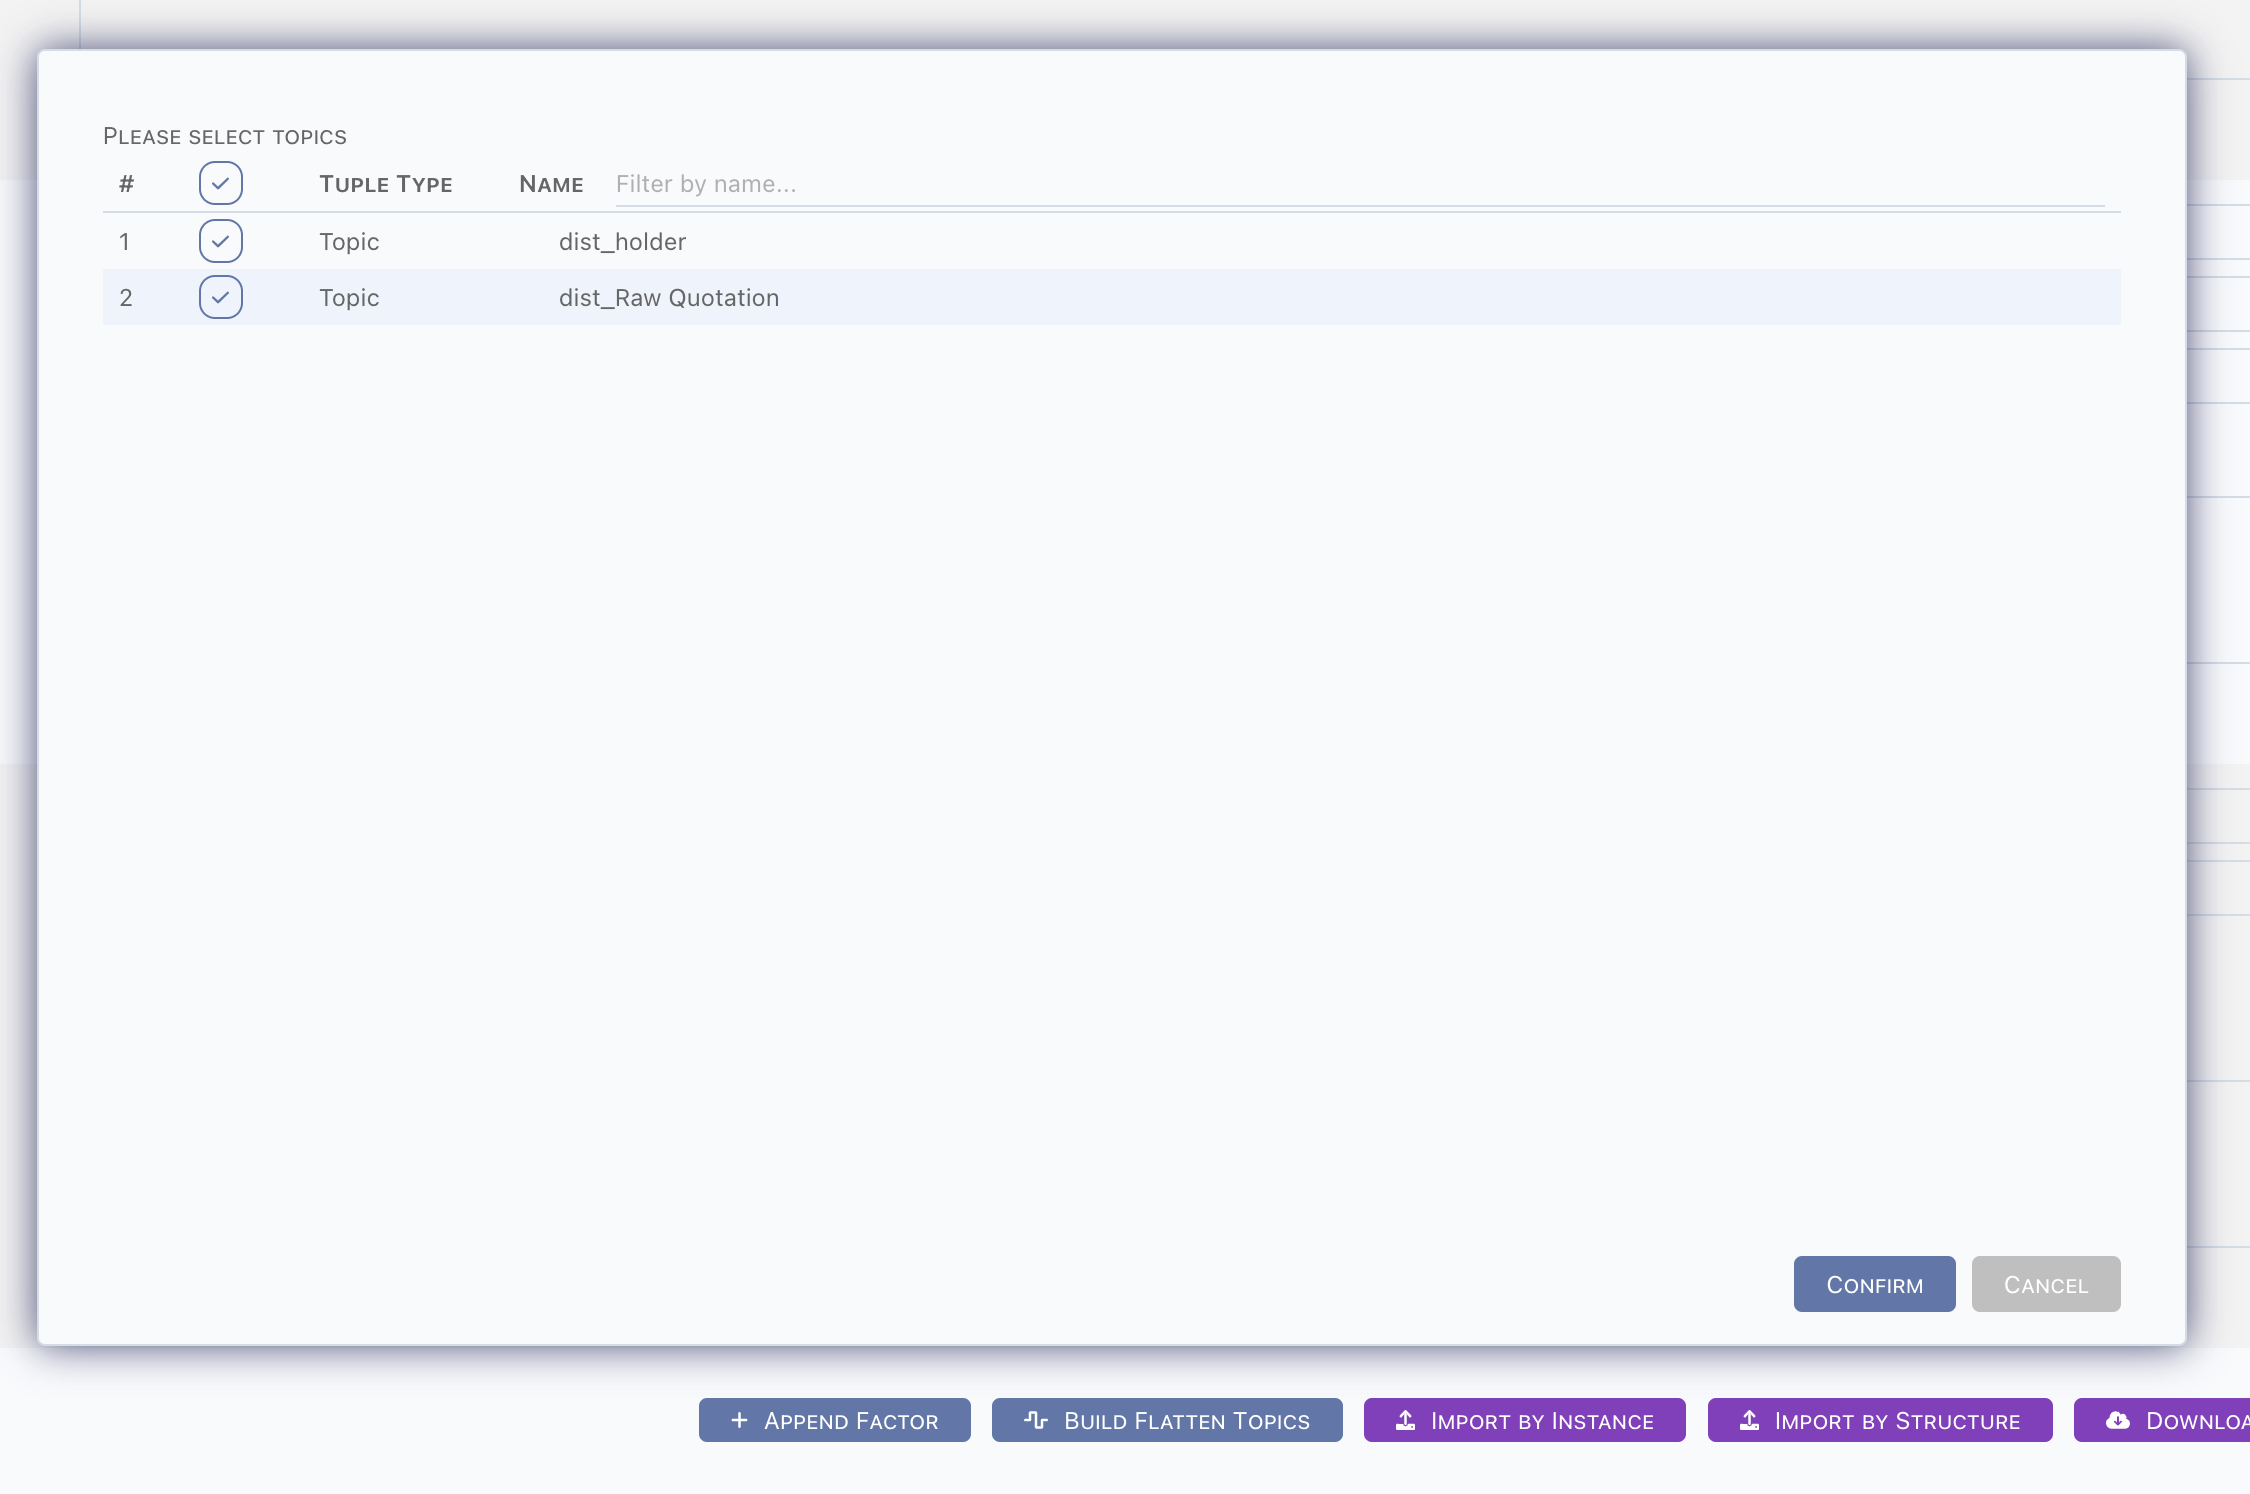 Please select topics
# Tuple Type Name Filter by name...
1 Topic dist_holder
2 Topic dist_Raw Quotation
Confirm Cancel
Append Factor Build Flatten Topics Import by Instance Import by Structure